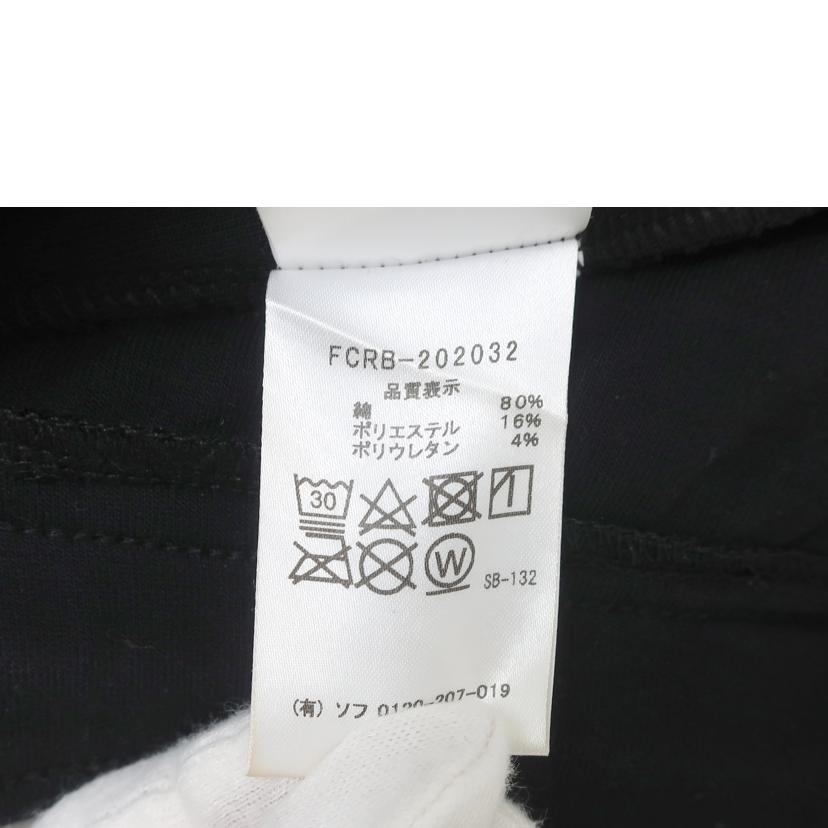 FCRB-202032
品質表示
綿 80%
ポリエステル 16%
ポリウレタン 4%
30
W
SB-132
(有) ソフ 0120-207-019